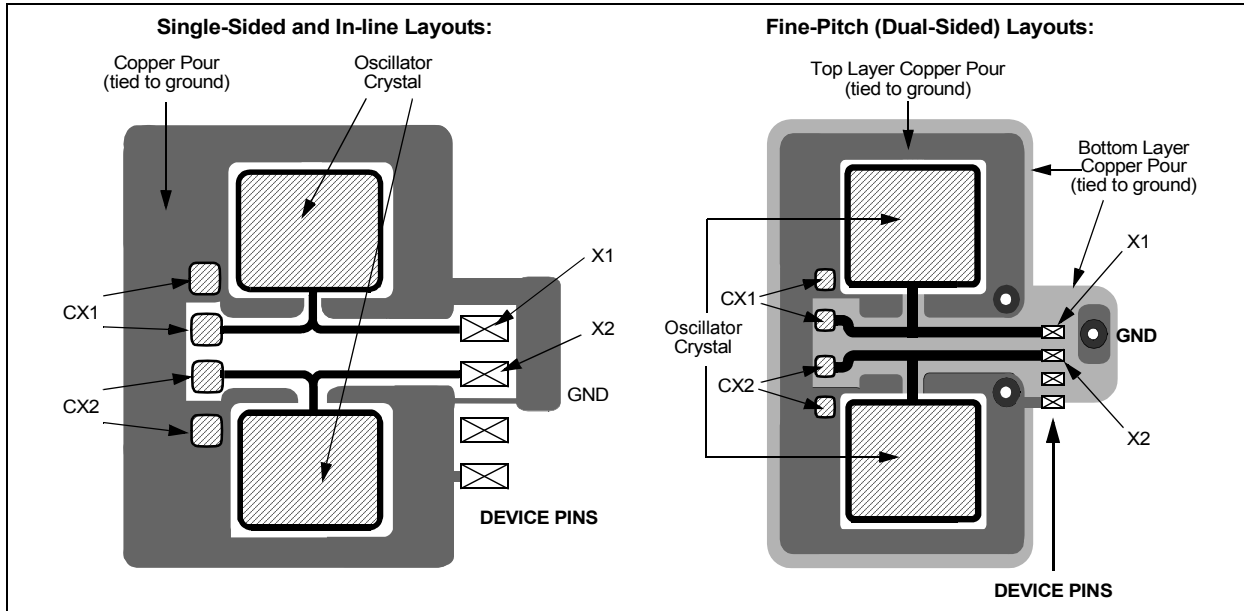 Single-Sided and In-line Layouts:
Copper Pour
(tied to ground)
Oscillator
Crystal
X1
CX1
X2
GND
CX2
DEVICE PINS
Fine-Pitch (Dual-Sided) Layouts:
Top Layer Copper Pour
(tied to ground)
Bottom Layer
Copper Pour
(tied to ground)
X1
CX1
Oscillator
Crystal
GND
CX2
X2
DEVICE PINS